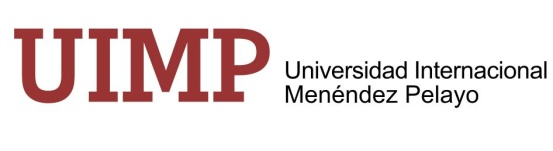 UIMP
Universidad Internacional
Menéndez Pelayo